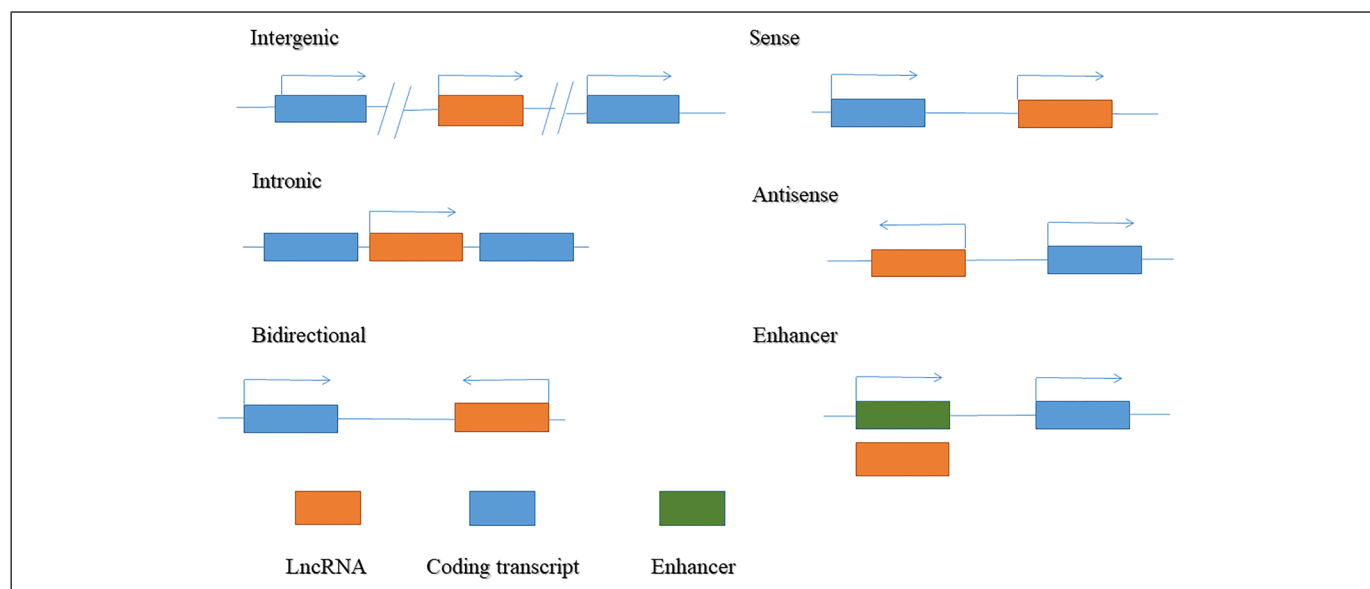 Intergenic
Sense
Intronic
Antisense
Bidirectional
Enhancer
LncRNA
Coding transcript
Enhancer